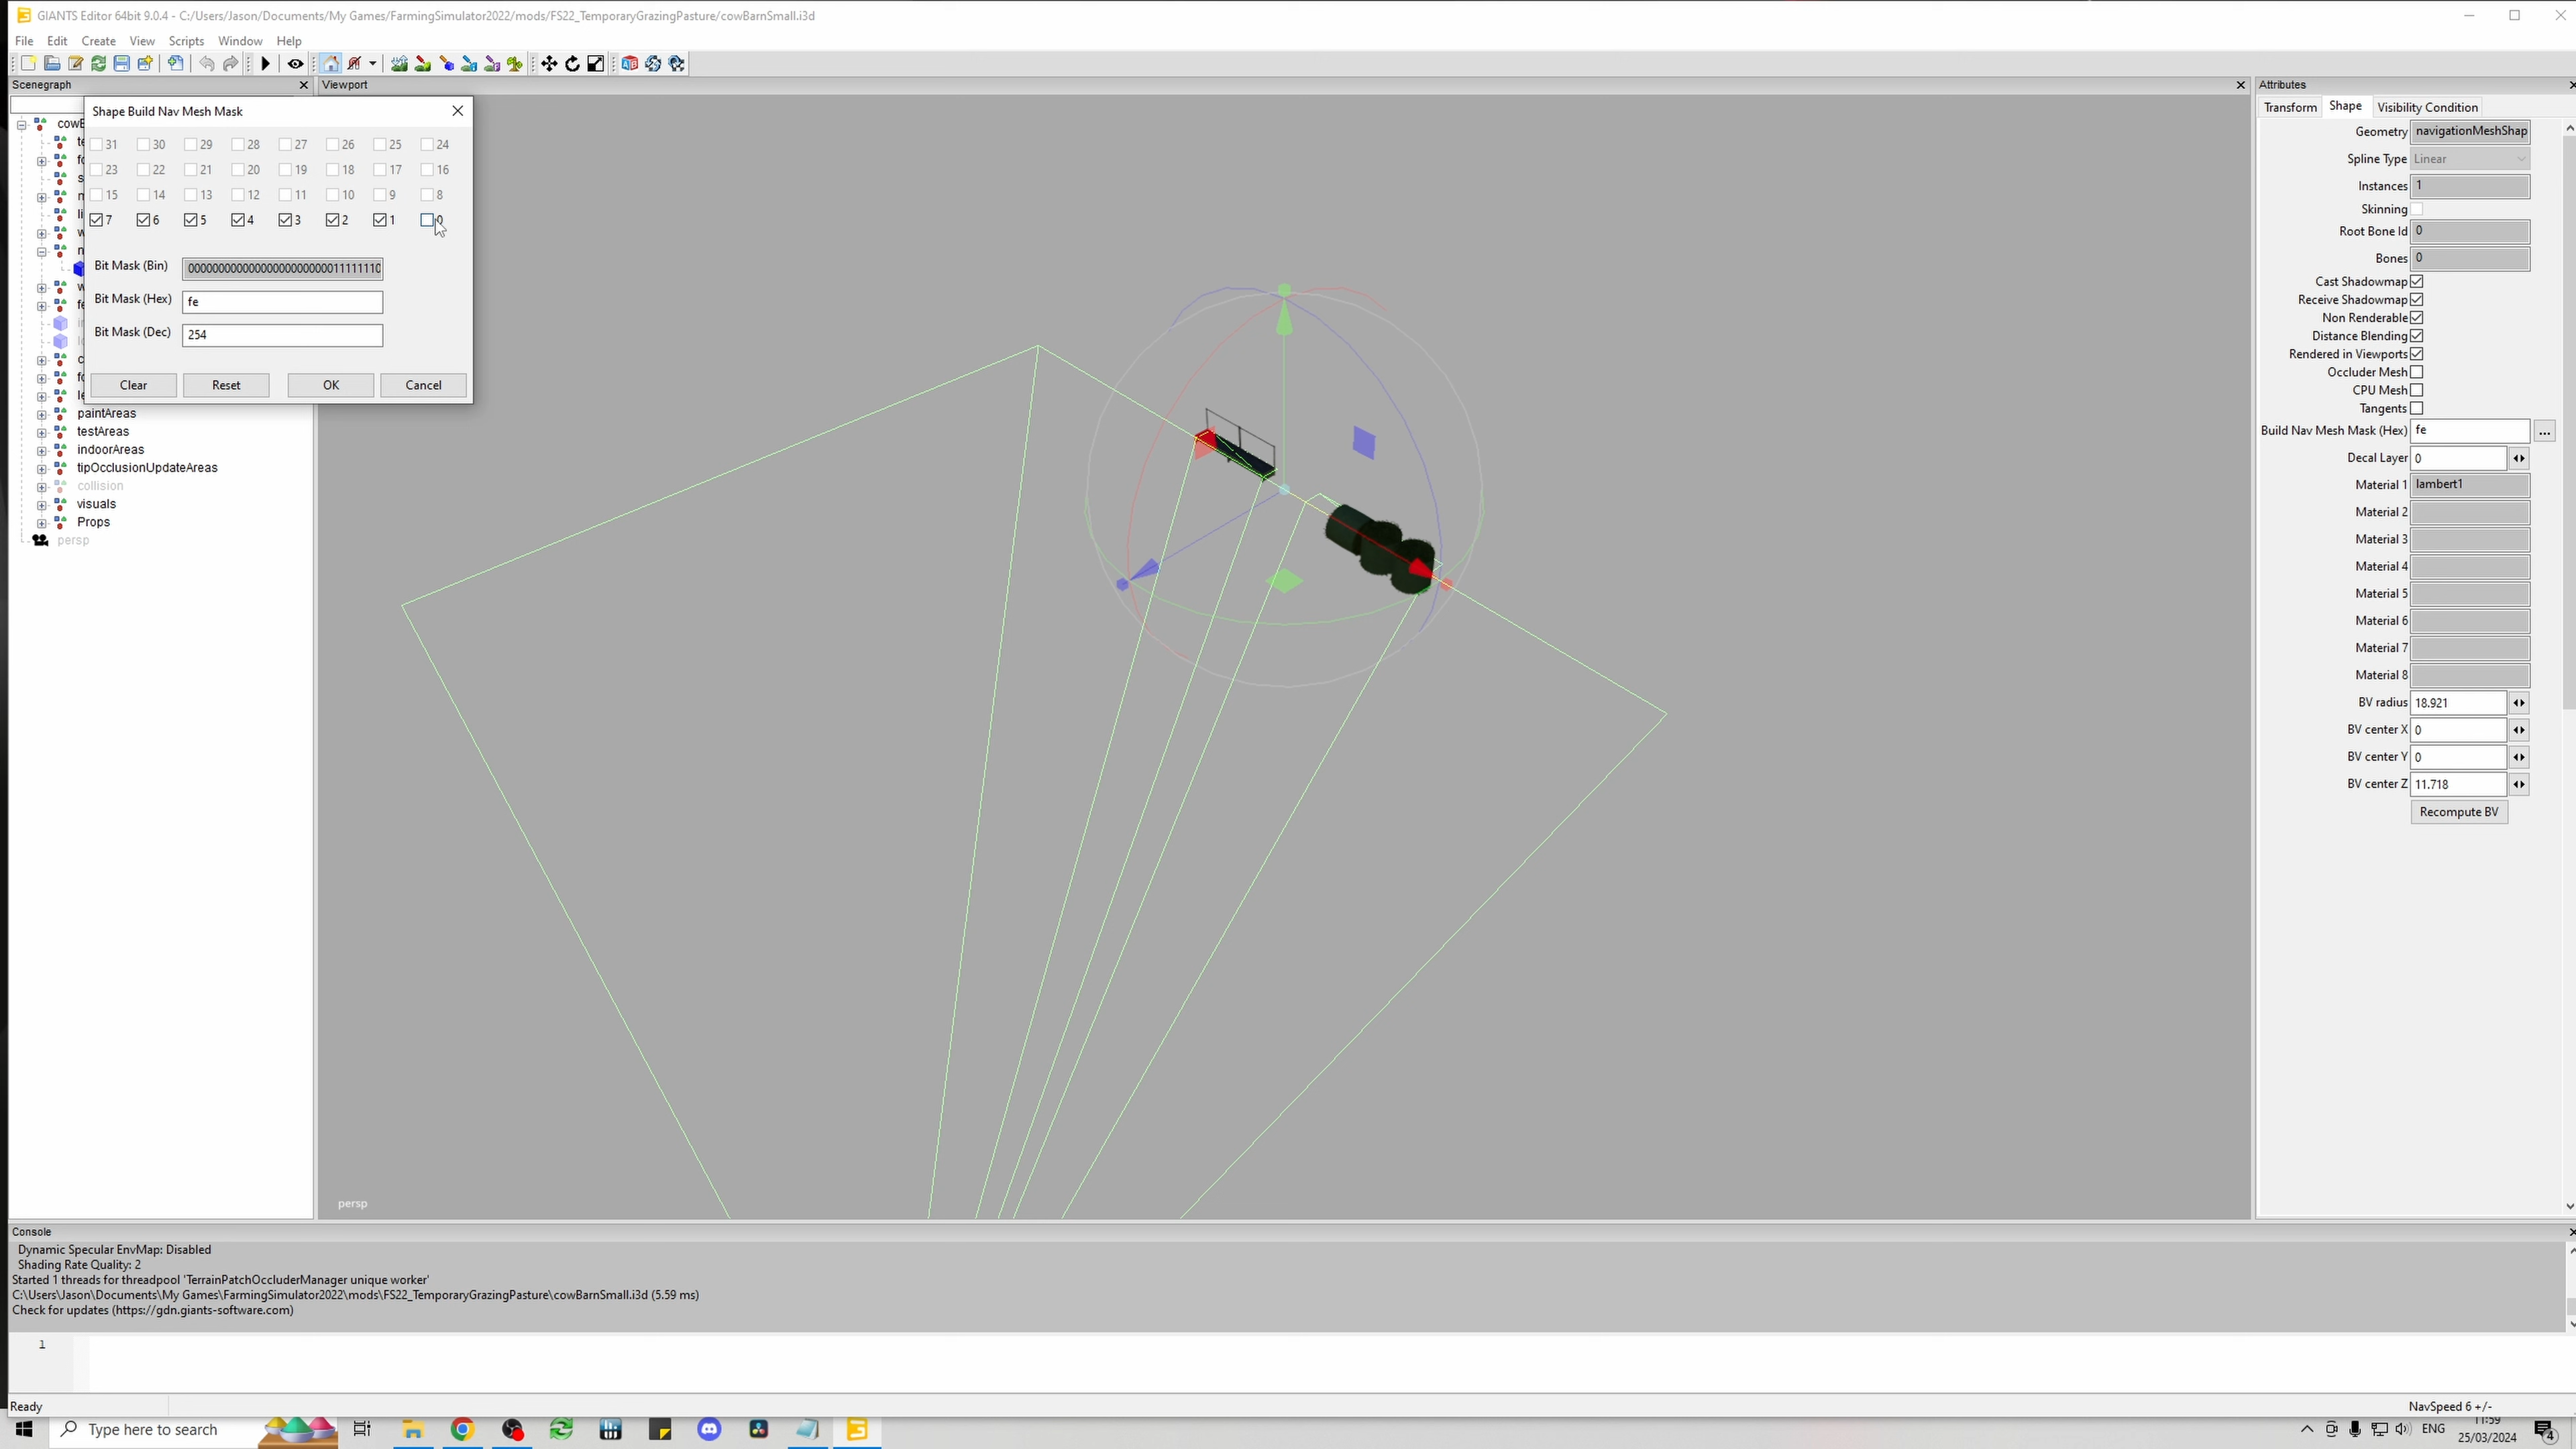 GIANTS Editor 64bit 9.0.4 - C:/Users/Jason/Documents/My Games/FarmingSimulator2022/mods/FS22_TemporaryGrazingPasture/cowBarnSmall.i3d
File Edit Create View Scripts Window Help
Scenegraph
Viewport
Attributes
Shape Build Nav Mesh Mask
31 30 29 28 27 26 25 24
23 22 21 20 19 18 17 16
15 14 13 12 11 10 9 8
7 6 5 4 3 2 1 0
Bit Mask (Bin) 00000000000000000000000011111110
Bit Mask (Hex) fe
Bit Mask (Dec) 254
Clear Reset OK Cancel
paintAreas
testAreas
indoorAreas
tipOcclusionUpdateAreas
collision
visuals
Props
persp
persp
Transform Shape Visibility Condition
Geometry navigationMeshShap
Spline Type Linear
Instances 1
Skinning
Root Bone Id 0
Bones 0
Cast Shadowmap
Receive Shadowmap
Non Renderable
Distance Blending
Rendered in Viewports
Occluder Mesh
CPU Mesh
Tangents
Build Nav Mesh Mask (Hex) fe ...
Decal Layer 0
Material 1 lambert1
Material 2
Material 3
Material 4
Material 5
Material 6
Material 7
Material 8
BV radius 18.921
BV center X 0
BV center Y 0
BV center Z 11.718
Recompute BV
Console
Dynamic Specular EnvMap: Disabled
Shading Rate Quality: 2
Started 1 threads for threadpool 'TerrainPatchOccluderManager unique worker'
C:\Users\Jason\Documents\My Games\FarmingSimulator2022\mods\FS22_TemporaryGrazingPasture\cowBarnSmall.i3d (5.59 ms)
Check for updates (https://gdn.giants-software.com)
1
Ready
NavSpeed 6 +/-
Type here to search
ENG
11:59
25/03/2024
4